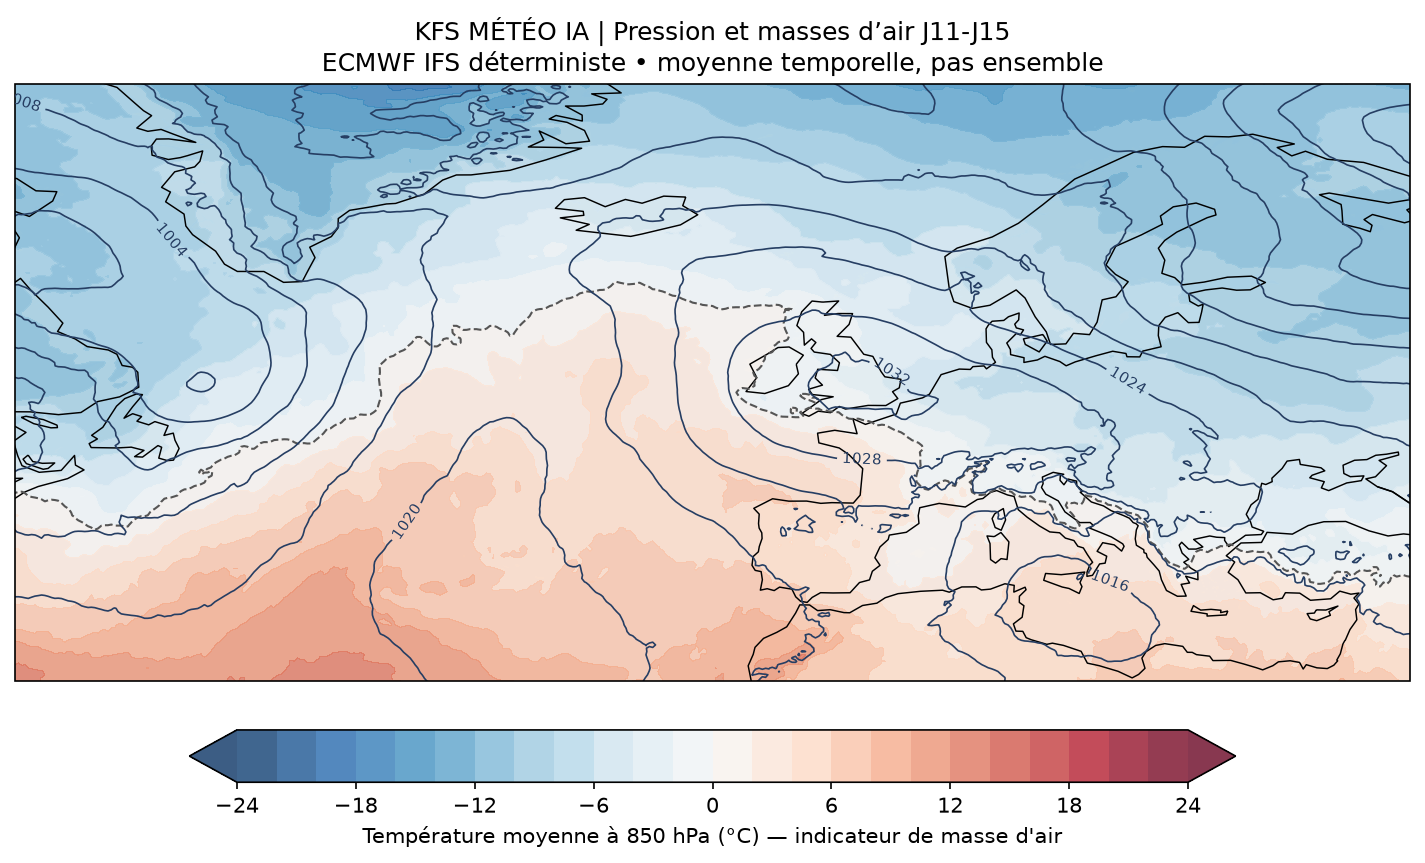 KFS MÉTÉO IA | Pression et masses d’air J11-J15
ECMWF IFS déterministe • moyenne temporelle, pas ensemble
008
1004
1032
1024
1028
1020
1016
−24 −18 −12 −6 0 6 12 18 24
Température moyenne à 850 hPa (°C) — indicateur de masse d'air